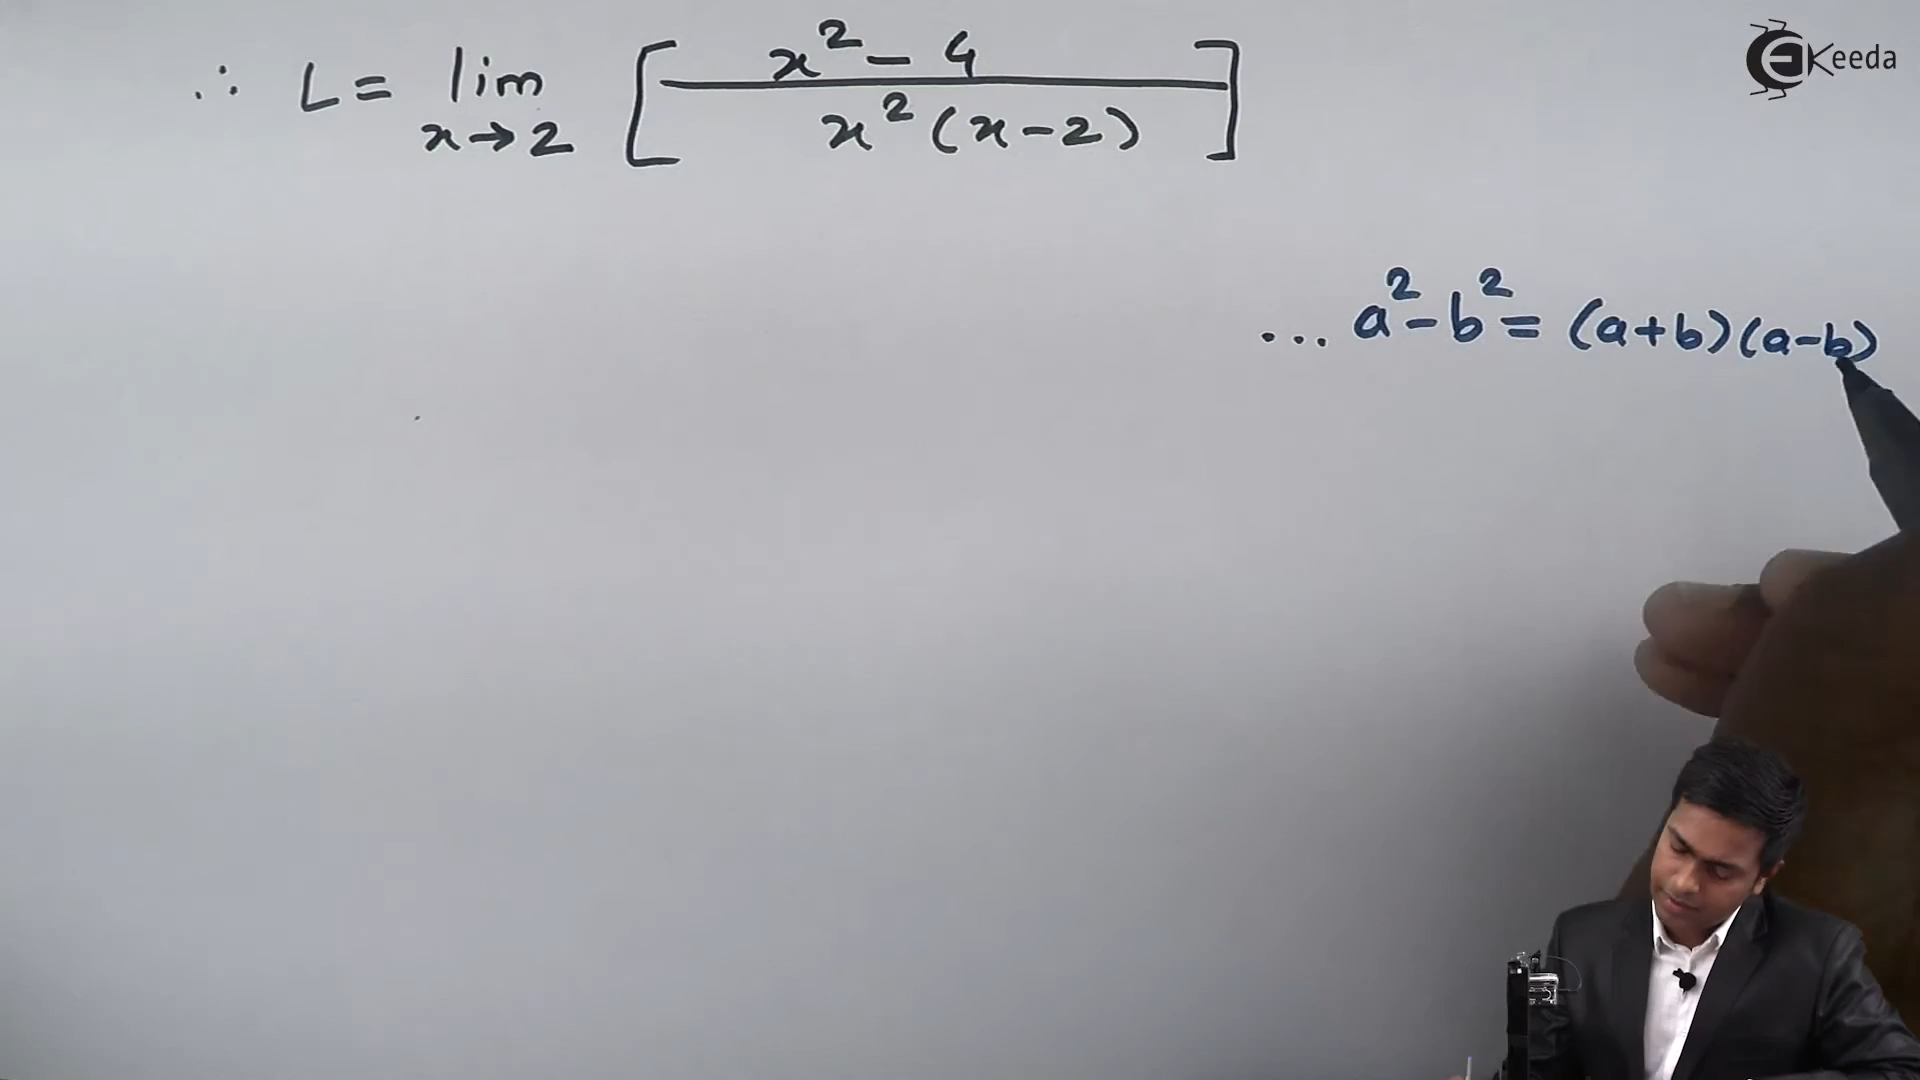 ∴ L = lim x→2 [ x² - 4 / x² (x-2) ]
... a² - b² = (a+b)(a-b)
EKeeda